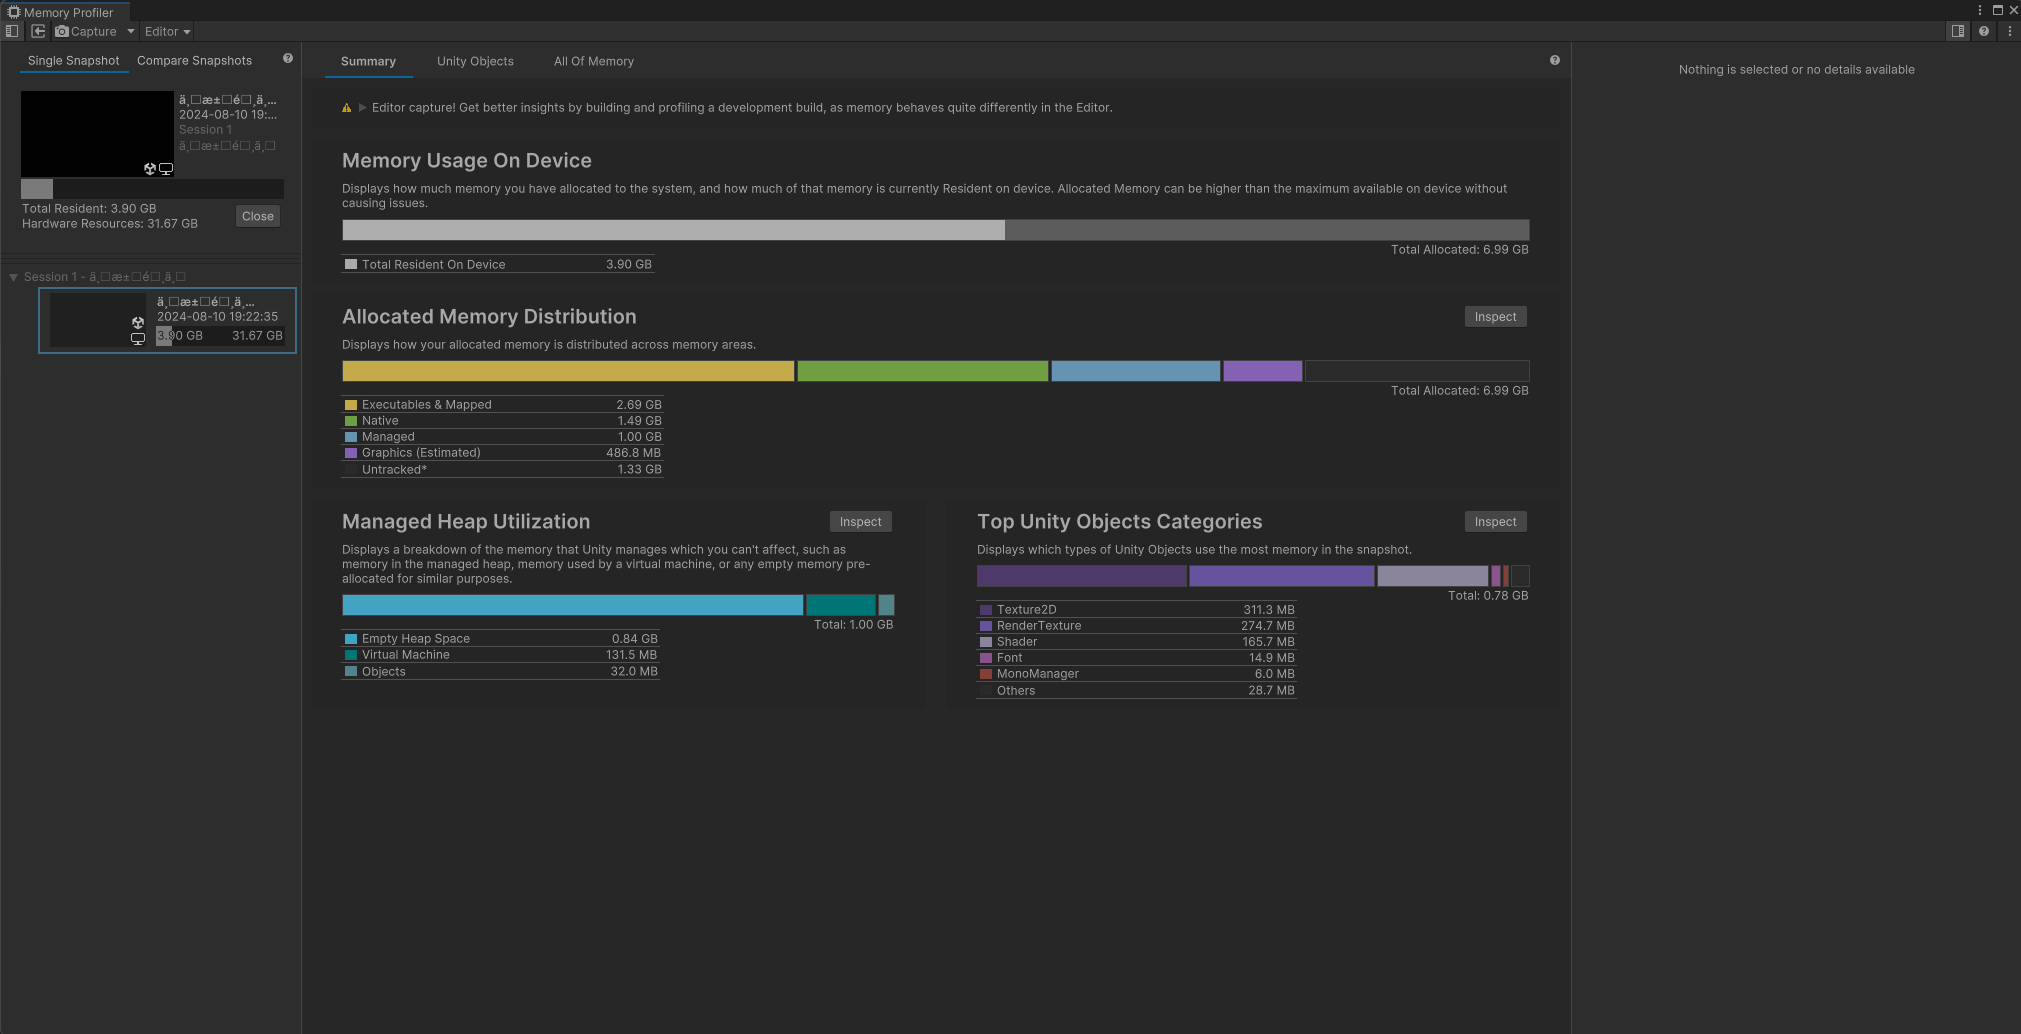 Memory Profiler
Capture
Editor
Single Snapshot
Compare Snapshots
2024-08-10 19:...
Session 1
Total Resident: 3.90 GB
Hardware Resources: 31.67 GB
Close
Session 1 -
2024-08-10 19:22:35
3.90 GB 31.67 GB
Summary
Unity Objects
All Of Memory
Editor capture! Get better insights by building and profiling a development build, as memory behaves quite differently in the Editor.
Memory Usage On Device
Displays how much memory you have allocated to the system, and how much of that memory is currently Resident on device. Allocated Memory can be higher than the maximum available on device without
causing issues.
Total Allocated: 6.99 GB
Total Resident On Device 3.90 GB
Allocated Memory Distribution
Inspect
Displays how your allocated memory is distributed across memory areas.
Total Allocated: 6.99 GB
Executables & Mapped 2.69 GB
Native 1.49 GB
Managed 1.00 GB
Graphics (Estimated) 486.8 MB
Untracked* 1.33 GB
Managed Heap Utilization
Inspect
Displays a breakdown of the memory that Unity manages which you can't affect, such as
memory in the managed heap, memory used by a virtual machine, or any empty memory pre-
allocated for similar purposes.
Total: 1.00 GB
Empty Heap Space 0.84 GB
Virtual Machine 131.5 MB
Objects 32.0 MB
Top Unity Objects Categories
Inspect
Displays which types of Unity Objects use the most memory in the snapshot.
Total: 0.78 GB
Texture2D 311.3 MB
RenderTexture 274.7 MB
Shader 165.7 MB
Font 14.9 MB
MonoManager 6.0 MB
Others 28.7 MB
Nothing is selected or no details available